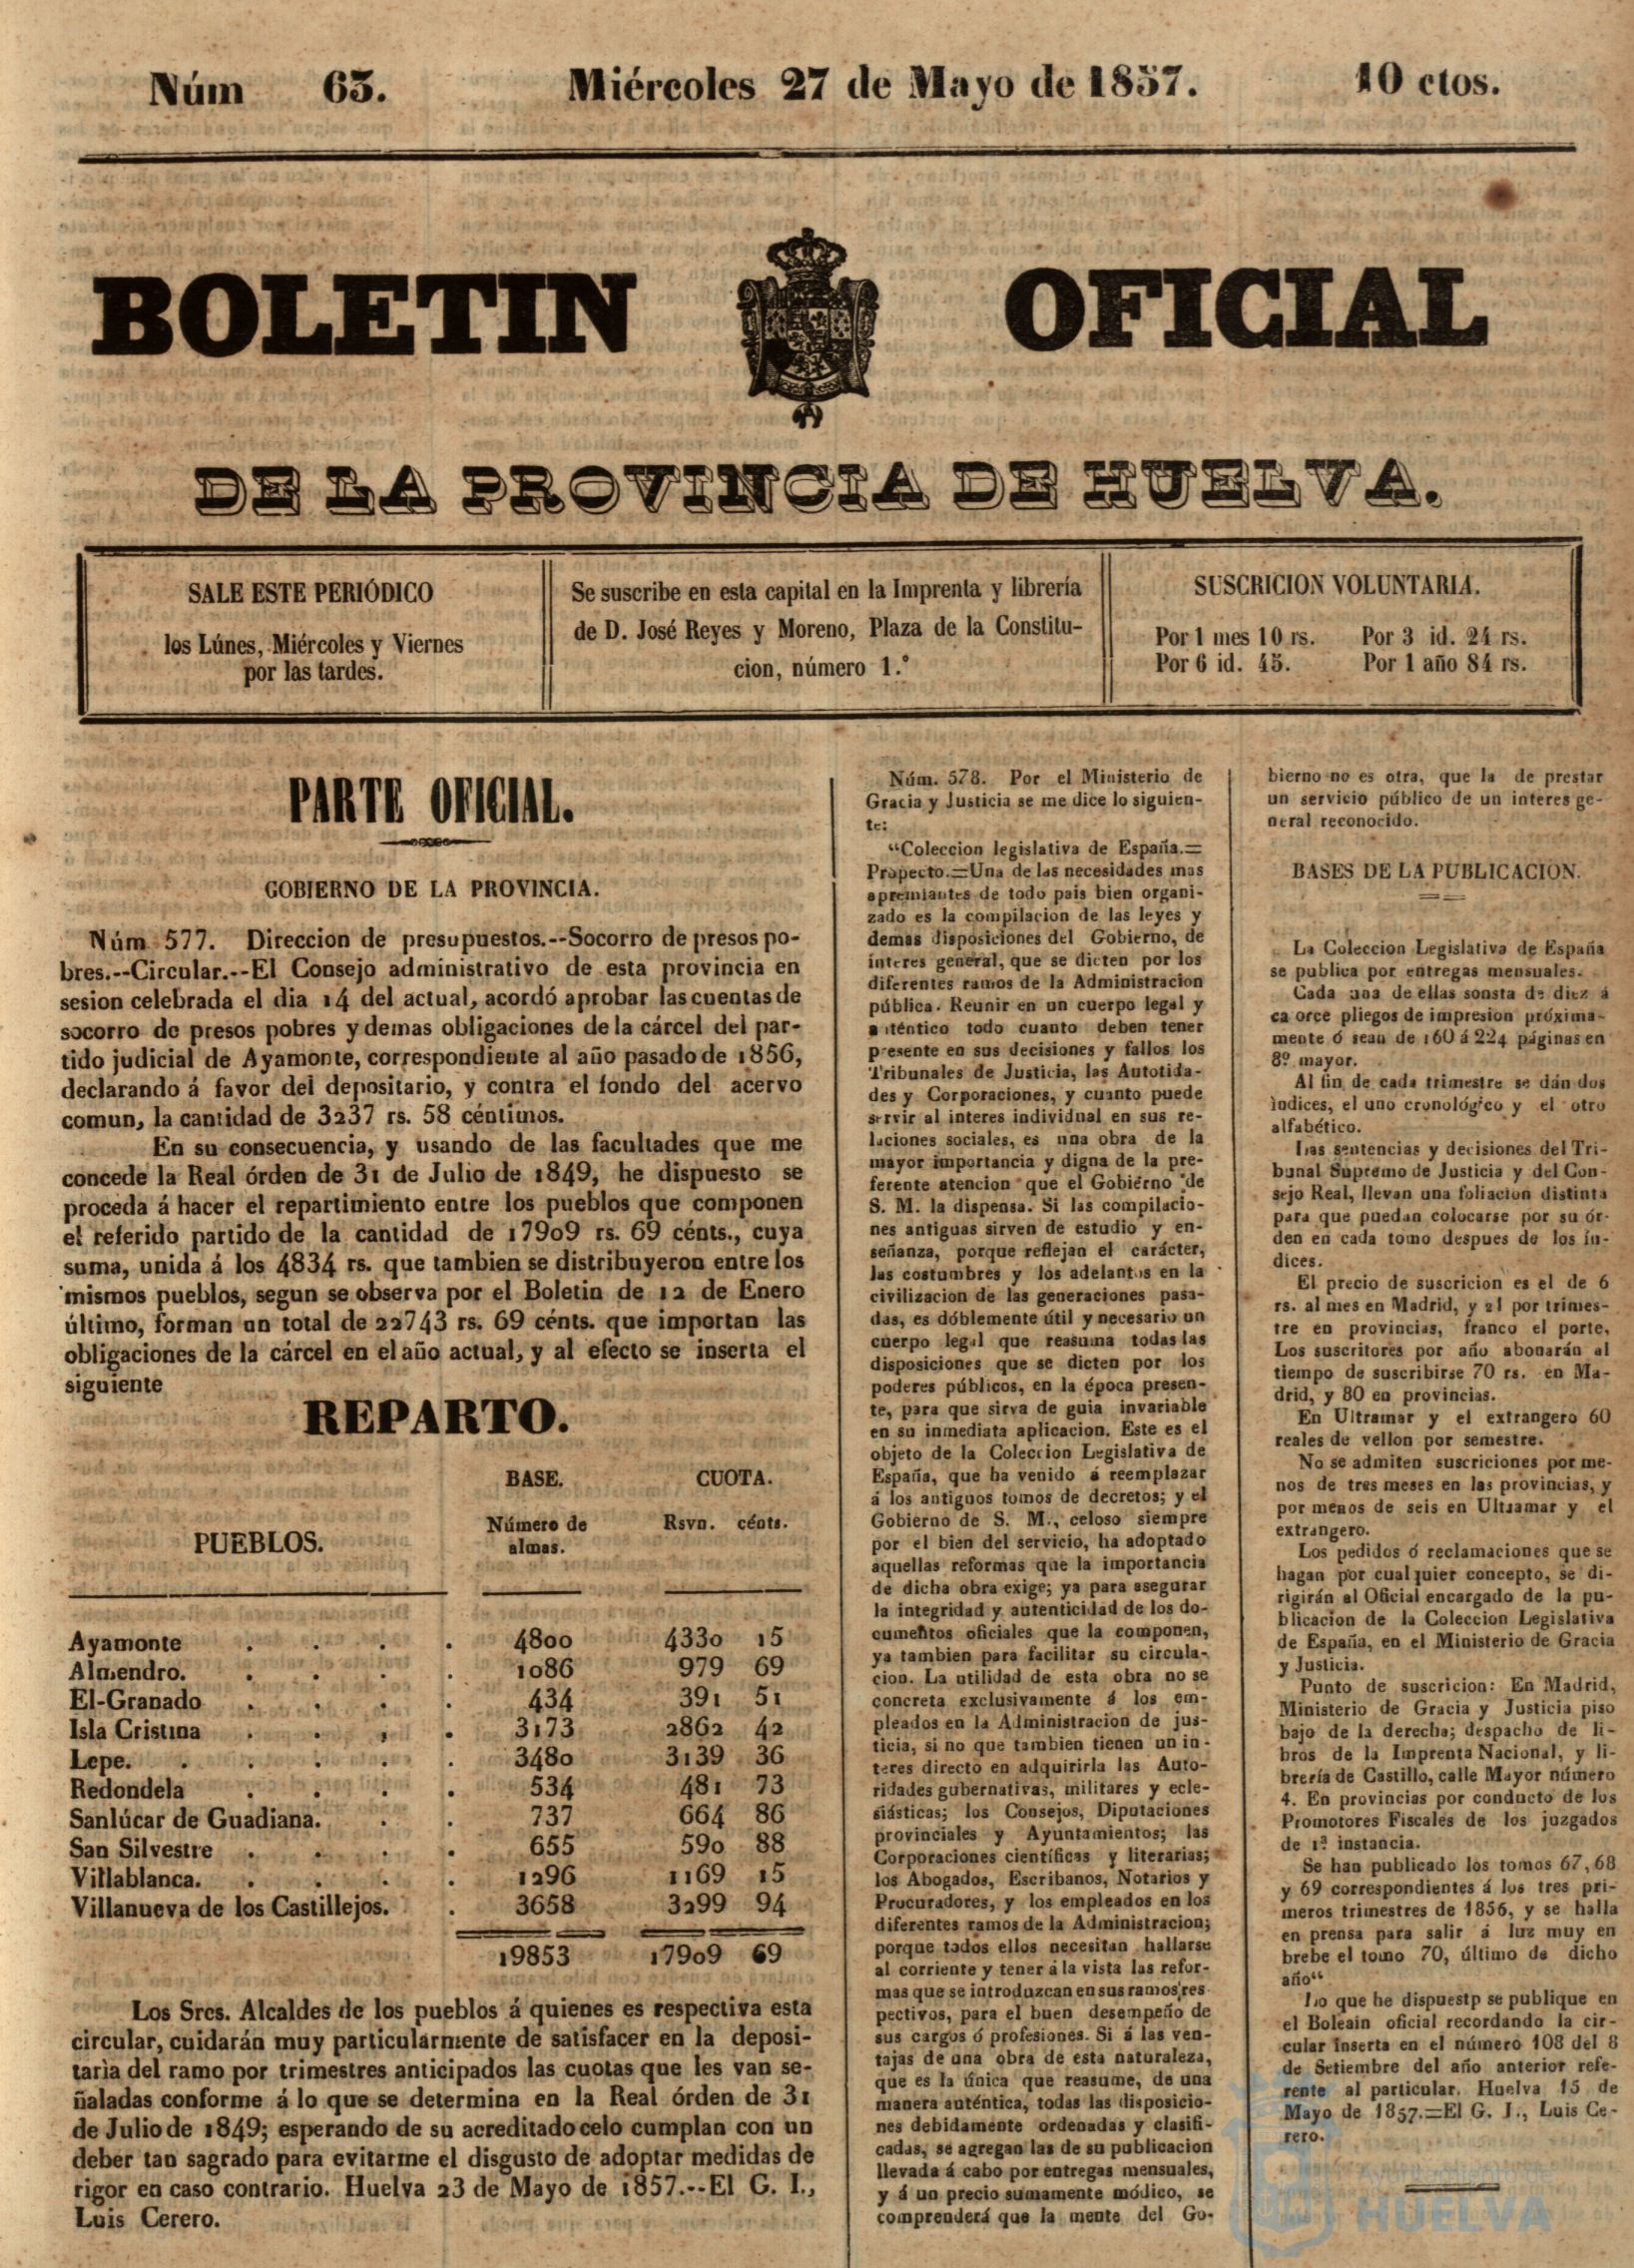 Núm 63. Miércoles 27 de Mayo de 1857. 10 ctos.
BOLETIN OFICIAL
DE LA PROVINCIA DE HUELVA.
SALE ESTE PERIÓDICO
los Lúnes, Miércoles y Viernes
por las tardes.
Se suscribe en esta capital en la Imprenta y librería
de D. José Reyes y Moreno, Plaza de la Constitu-
cion, número 1.°
SUSCRICION VOLUNTARIA.
Por 1 mes 10 rs. Por 3 id. 24 rs.
Por 6 id. 45. Por 1 año 84 rs.
PARTE OFICIAL.
GOBIERNO DE LA PROVINCIA.
Núm 577. Direccion de presupuestos.--Socorro de presos po-
bres.--Circular.--El Consejo administrativo de esta provincia en
sesion celebrada el dia 14 del actual, acordó aprobar las cuentas de
socorro de presos pobres y demas obligaciones de la cárcel del par-
tido judicial de Ayamonte, correspondiente al año pasado de 1856,
declarando á favor del depositario, y contra el fondo del acervo
comun, la cantidad de 3237 rs. 58 céntimos.
En su consecuencia, y usando de las facultades que me
concede la Real órden de 31 de Julio de 1849, he dispuesto se
proceda á hacer el repartimiento entre los pueblos que componen
el referido partido de la cantidad de 17909 rs. 69 cénts., cuya
suma, unida á los 4834 rs. que tambien se distribuyeron entre los
mismos pueblos, segun se observa por el Boletin de 12 de Enero
último, forman un total de 22743 rs. 69 cénts. que importan las
obligaciones de la cárcel en el año actual, y al efecto se inserta el
siguiente
REPARTO.
BASE. CUOTA.
PUEBLOS. Número de almas. Rsvn. cénts.
Ayamonte . . . . 4800 4330 15
Almendro. . . . . 1086 979 69
El-Granado . . . . 434 391 51
Isla Cristina . . , . 3173 2862 42
Lepe. . . . . . 3480 3139 36
Redondela . . . . 534 481 73
Sanlúcar de Guadiana. . . 737 664 86
San Silvestre . . . . 655 590 88
Villablanca. . . . . 1296 1169 15
Villanueva de los Castillejos. . 3658 3299 94
19853 17909 69
Los Sres. Alcaldes de los pueblos á quienes es respectiva esta
circular, cuidarán muy particularmente de satisfacer en la deposi-
taria del ramo por trimestres anticipados las cuotas que les van se-
ñaladas conforme á lo que se determina en la Real órden de 31
de Julio de 1849; esperando de su acreditado celo cumplan con un
deber tan sagrado para evitarme el disgusto de adoptar medidas de
rigor en caso contrario. Huelva 23 de Mayo de 1857.--El G. I.,
Luis Cerero.
Núm. 578. Por el Ministerio de
Gracia y Justicia se me dice lo siguien-
te:
“Coleccion legislativa de España.=
Propecto.=Una de las necesidades mas
apremiantes de todo pais bien organi-
zado es la compilacion de las leyes y
demas disposiciones del Gobierno, de
interes general, que se dicten por los
diferentes ramos de la Administracion
pública. Reunir en un cuerpo legal y
auténtico todo cuanto deben tener
presente en sus decisiones y fallos los
Tribunales de Justicia, las Autotida-
des y Corporaciones, y cuanto puede
servir al interes individual en sus re-
laciones sociales, es una obra de la
mayor importancia y digna de la pre-
ferente atencion que el Gobierno de
S. M. la dispensa. Si las compilacio-
nes antiguas sirven de estudio y en-
señanza, porque reflejan el carácter,
las costumbres y los adelantos en la
civilizacion de las generaciones pasa-
das, es dóblemente útil y necesario un
cuerpo legal que reasuma todas las
disposiciones que se dicten por los
poderes públicos, en la época presen-
te, para que sirva de guia invariable
en su inmediata aplicacion. Este es el
objeto de la Coleccion Legislativa de
España, que ha venido á reemplazar
á los antiguos tomos de decretos; y el
Gobierno de S. M., celoso siempre
por el bien del servicio, ha adoptado
aquellas reformas que la importancia
de dicha obra exige; ya para asegurar
la integridad y autenticidad de los do-
cumentos oficiales que la componen,
ya tambien para facilitar su circula-
cion. La utilidad de esta obra no se
concreta exclusivamente á los em-
pleados en la Administracion de jus-
ticia, si no que tambien tienen un in-
teres directo en adquirirla las Auto-
ridades gubernativas, militares y ecle-
siásticas; los Consejos, Diputaciones
provinciales y Ayuntamientos; las
Corporaciones científicas y literarias;
los Abogados, Escribanos, Notarios y
Procuradores, y los empleados en los
diferentes ramos de la Administracion;
porque todos ellos necesitan hallarse
al corriente y tener á la vista las refor-
mas que se introduzcan en sus ramos res
pectivos, para el buen desempeño de
sus cargos ó profesiones. Si á las ven-
tajas de una obra de esta naturaleza,
que es la única que reasume, de una
manera auténtica, todas las disposicio-
nes debidamente ordenadas y clasifi-
cadas, se agregan las de su publicacion
llevada á cabo por entregas mensuales,
y á un precio sumamente módico, se
comprenderá que la mente del Go-
bierno no es otra, que la de prestar
un servicio público de un interes ge-
neral reconocido.
BASES DE LA PUBLICACION.
La Coleccion Legislativa de España
se publica por entregas mensuales.
Cada una de ellas sonsta de diez á
ca orce pliegos de impresion próxima-
mente ó sean de 160 á 224 páginas en
8º mayor.
Al fin de cada trimestre se dán dos
índices, el uno cronológico y el otro
alfabético.
Las sentencias y decisiones del Tri-
bunal Supremo de Justicia y del Con-
sejo Real, llevan una foliacion distinta
para que puedan colocarse por su ór-
den en cada tomo despues de los ín-
dices.
El precio de suscricion es el de 6
rs. al mes en Madrid, y 21 por trimes-
tre en provincias, franco el porte.
Los suscritores por año abonarán al
tiempo de suscribirse 70 rs. en Ma-
drid, y 80 en provincias.
En Ultramar y el extrangero 60
reales de vellon por semestre.
No se admiten suscriciones por me-
nos de tres meses en las provincias, y
por menos de seis en Ultsamar y el
extrangero.
Los pedidos ó reclamaciones que se
hagan por cualquier concepto, se di-
rigirán al Oficial encargado de la pu-
blicacion de la Coleccion Legislativa
de España, en el Ministerio de Gracia
y Justicia.
Punto de suscricion: En Madrid,
Ministerio de Gracia y Justicia piso
bajo de la derecha; despacho de li-
bros de la Imprenta Nacional, y li-
brería de Castillo, calle Mayor número
4. En provincias por conducto de los
Promotores Fiscales de los juzgados
de 1ª instancia.
Se han publicado los tomos 67, 68
y 69 correspondientes á los tres pri-
meros trimestres de 1856, y se halla
en prensa para salir á luz muy en
brebe el tomo 70, último de dicho
año“
Lo que he dispuestp se publique en
el Boleain oficial recordando la cir-
cular inserta en el número 108 del 8
de Setiembre del año anterior refe-
rente al particular. Huelva 15 de
Mayo de 1857.=El G. I., Luis Ce-
rero.
HUELVA